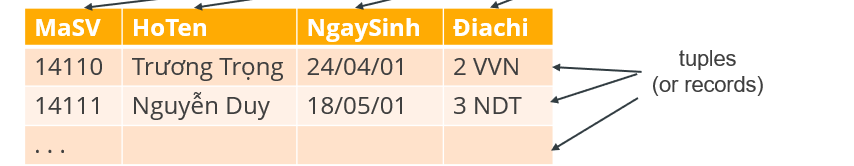 MaSV HoTen NgaySinh Điachi
14110 Trương Trọng 24/04/01 2 VVN
14111 Nguyễn Duy 18/05/01 3 NDT
. . .
tuples
(or records)